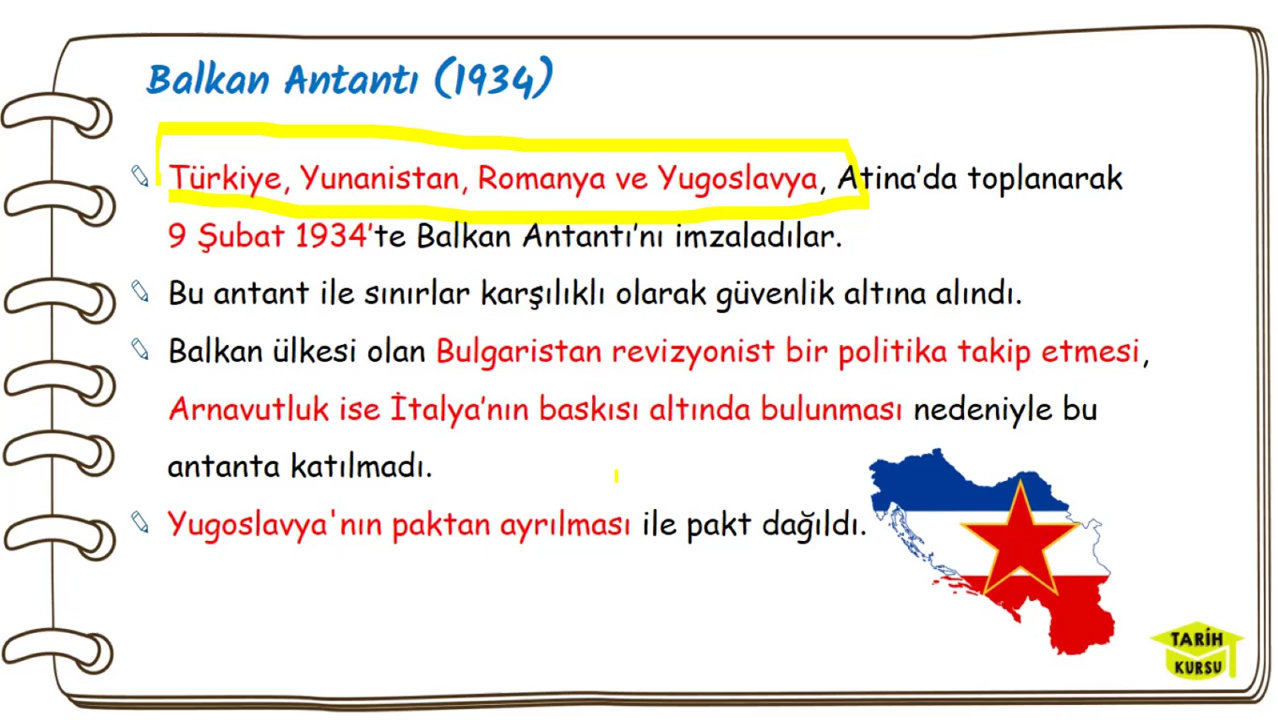 Balkan Antantı (1934)
Türkiye, Yunanistan, Romanya ve Yugoslavya, Atina’da toplanarak
9 Şubat 1934’te Balkan Antantı’nı imzaladılar.
Bu antant ile sınırlar karşılıklı olarak güvenlik altına alındı.
Balkan ülkesi olan Bulgaristan revizyonist bir politika takip etmesi,
Arnavutluk ise İtalya’nın baskısı altında bulunması nedeniyle bu
antanta katılmadı.
Yugoslavya'nın paktan ayrılması ile pakt dağıldı.
TARİH
KURSU